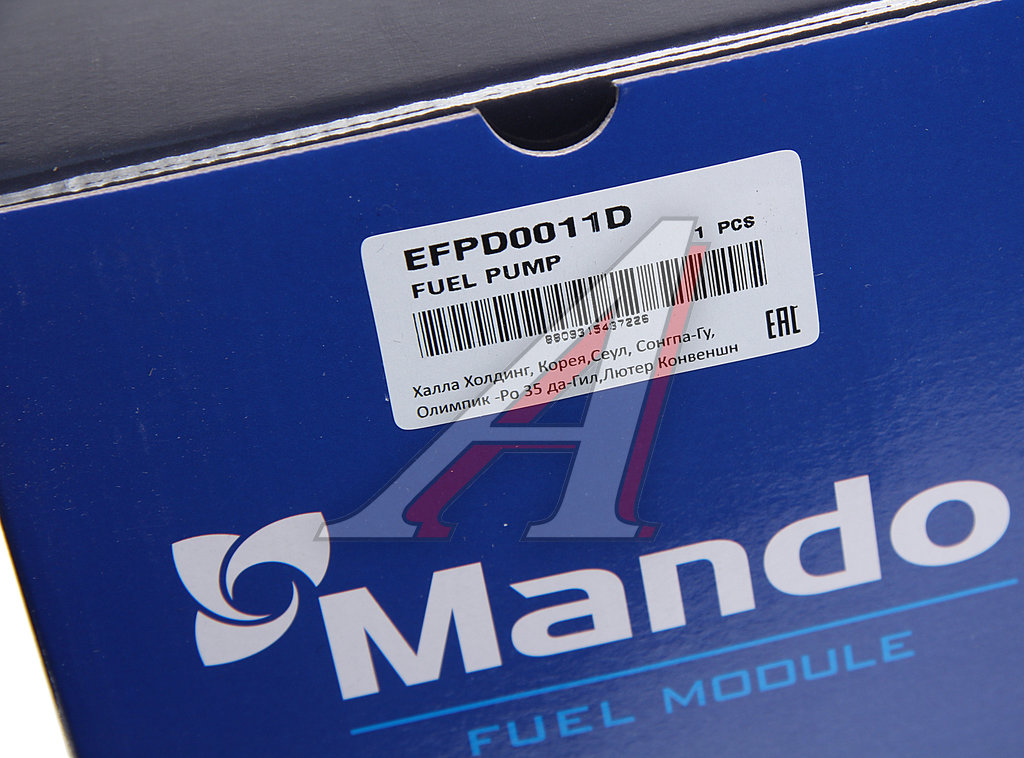 EFPD0011D
1 PCS
FUEL PUMP
8809315497226
EAC
Халла Холдинг, Корея,Сеул, Сонгпа-Гу,
Олимпик -Ро 35 да-Гил,Лютер Конвеншн
Mando
FUEL MODULE